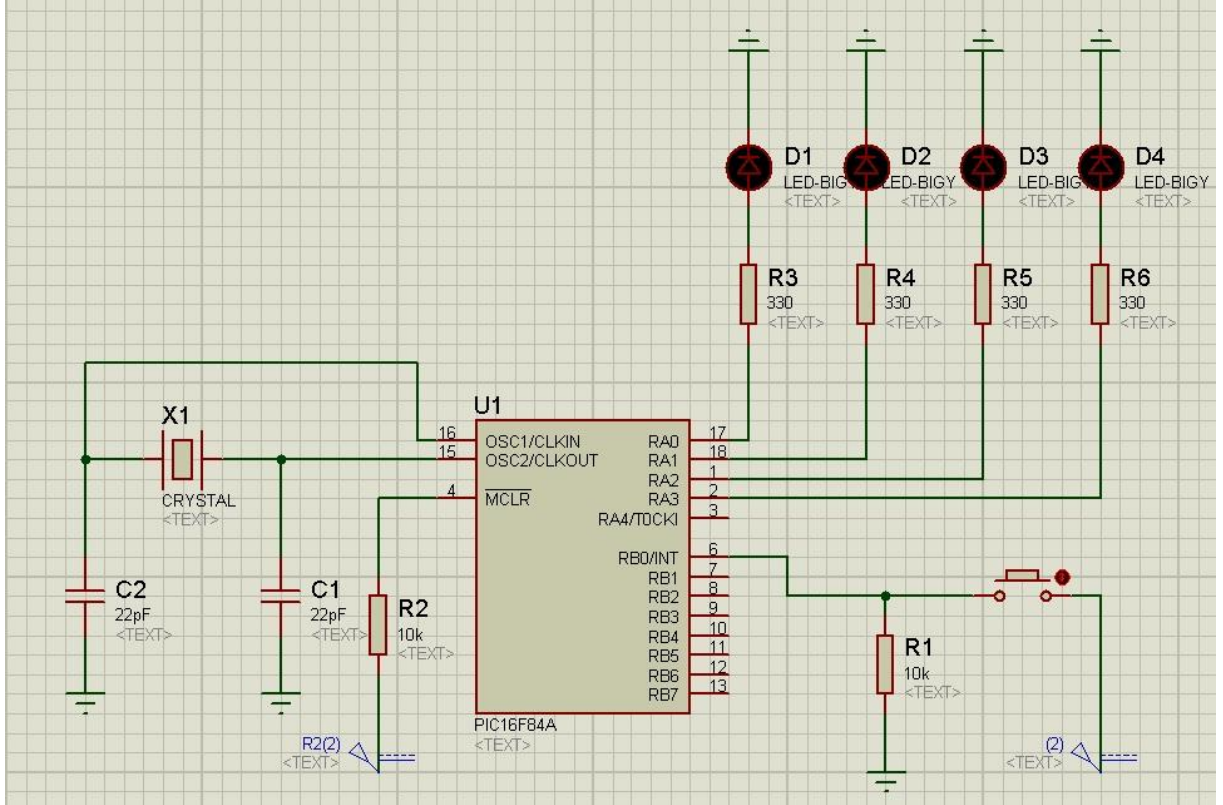 D1
LED-BIGY
<TEXT>
D2
LED-BIGY
<TEXT>
D3
LED-BIGY
<TEXT>
D4
LED-BIGY
<TEXT>
R3
330
<TEXT>
R4
330
<TEXT>
R5
330
<TEXT>
R6
330
<TEXT>
X1
CRYSTAL
<TEXT>
C2
22pF
<TEXT>
C1
22pF
<TEXT>
R2
10k
<TEXT>
R2(2)
<TEXT>
U1
16 OSC1/CLKIN
15 OSC2/CLKOUT
4 MCLR
RA0 17
RA1 18
RA2 1
RA3 2
RA4/T0CKI 3
RB0/INT 6
RB1 7
RB2 8
RB3 9
RB4 10
RB5 11
RB6 12
RB7 13
PIC16F84A
<TEXT>
R1
10k
<TEXT>
(2)
<TEXT>